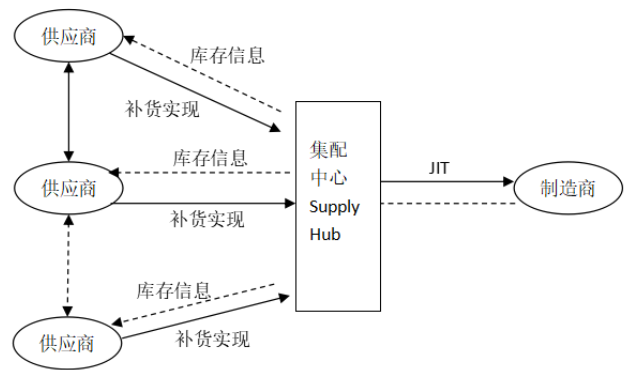 供应商
库存信息
补货实现
供应商
库存信息
补货实现
集配
中心
Supply
Hub
JIT
制造商
供应商
库存信息
补货实现